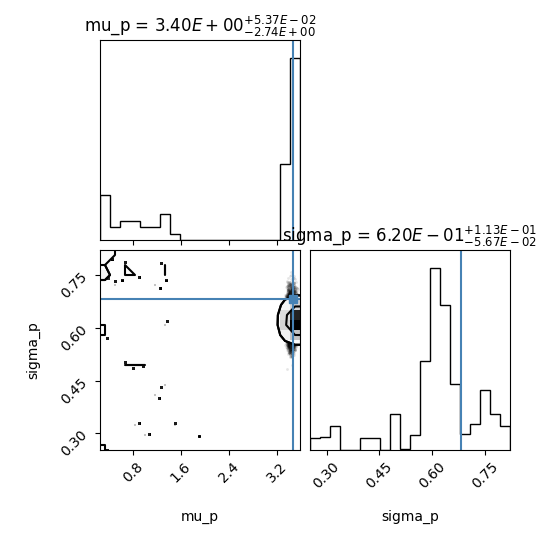 mu_p = 3.40E + 00+5.37E − 02 −2.74E + 00
sigma_p = 6.20E − 01+1.13E − 01 −5.67E − 02
0.75
0.60
0.45
0.30
sigma_p
0.8 1.6 2.4 3.2
mu_p
0.30 0.45 0.60 0.75
sigma_p